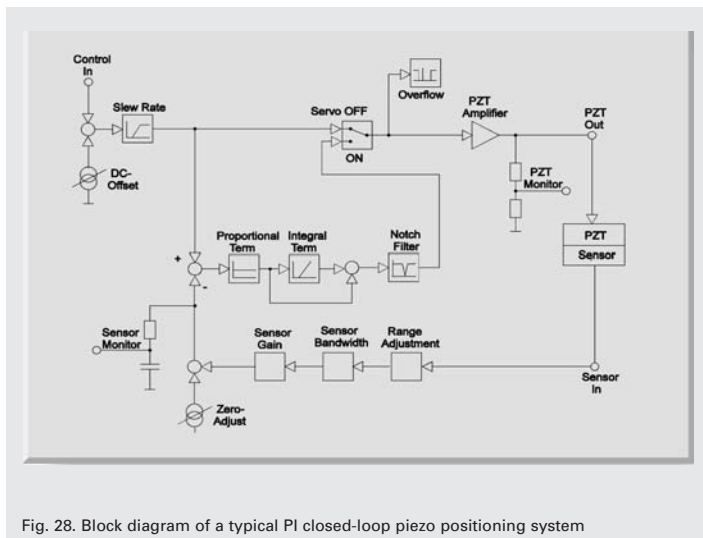 Control
In
Slew Rate
DC-
Offset
Servo OFF
ON
Overflow
PZT
Amplifier
PZT
Out
PZT
Monitor
PZT
Sensor
+
-
Proportional
Term
Integral
Term
Notch
Filter
Sensor
Monitor
Sensor
Gain
Sensor
Bandwidth
Range
Adjustment
Sensor
In
Zero-
Adjust
Fig. 28. Block diagram of a typical PI closed-loop piezo positioning system